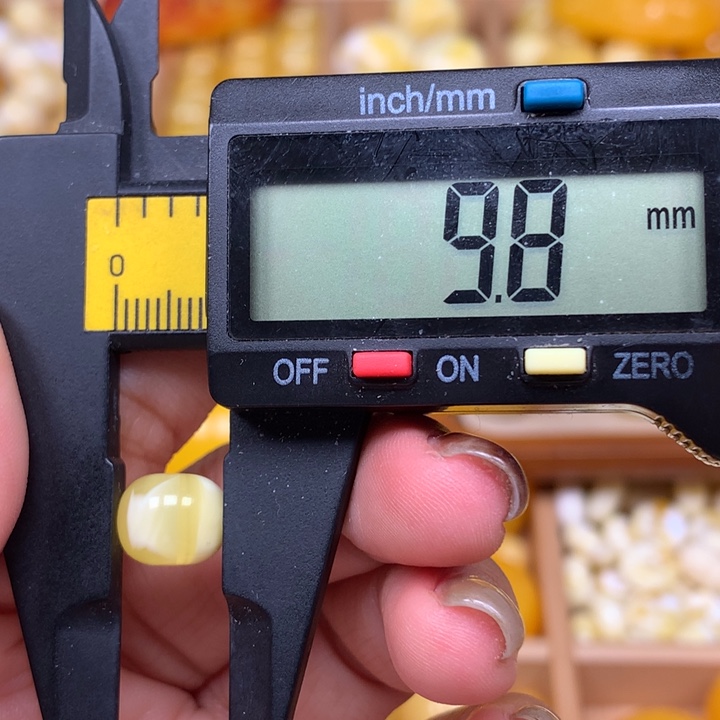 inch/mm
9.8 mm
0
OFF ON ZERO